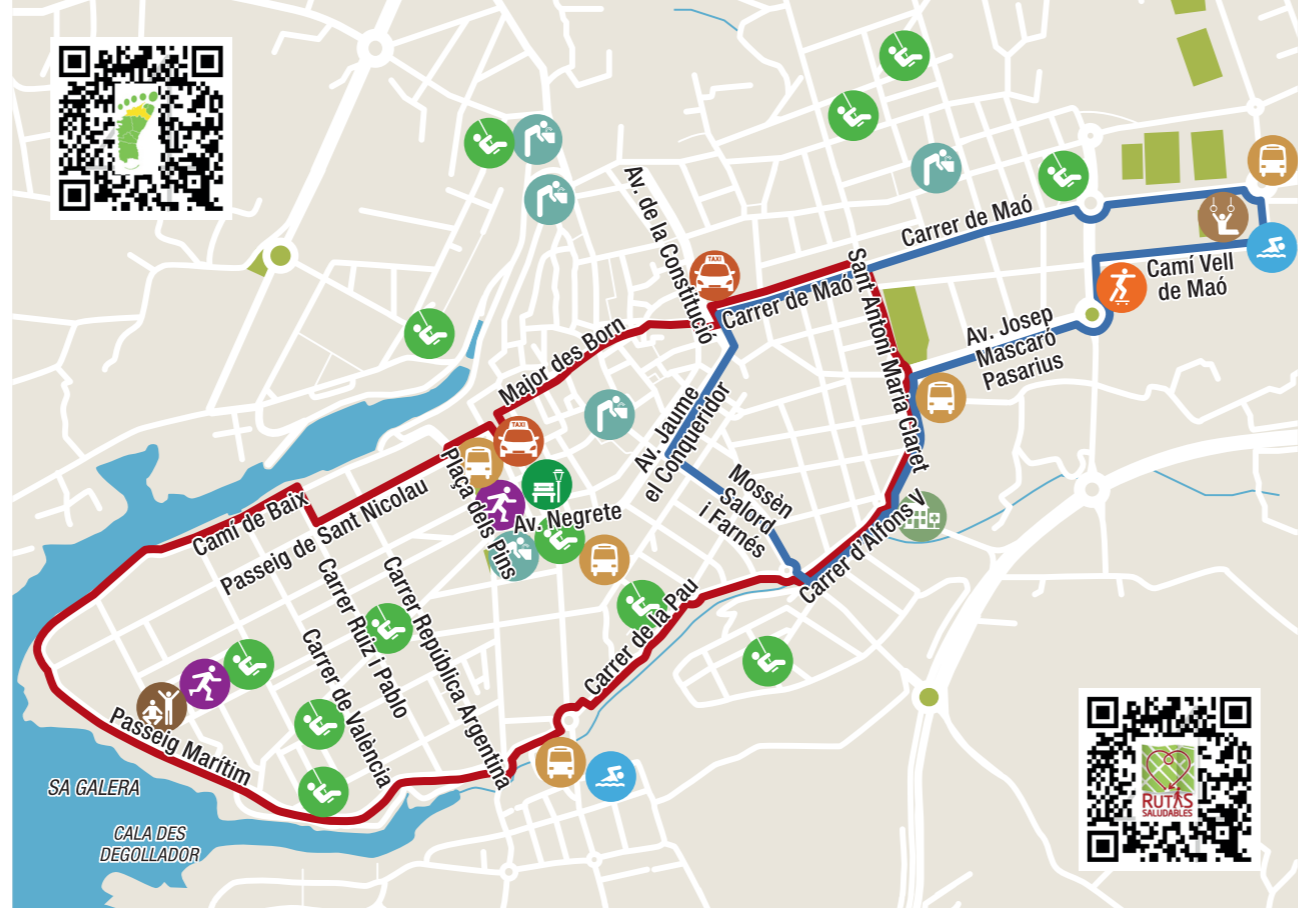 Av. de la Constitució
TAXI
Carrer de Maó
Carrer de Maó
Sant Antoni Maria Claret
Camí Vell
de Maó
Av. Josep
Mascaró
Pasarius
Major des Born
Av. Jaume
el Conqueridor
TAXI
Plaça dels Pins
Mossèn
Salord
i Farnés
Camí de Baix
Passeig de Sant Nicolau
Av. Negrete
Carrer d'Alfons V
Carrer Ruiz i Pablo
Carrer República Argentina
Carrer de la Pau
Carrer de València
Passeig Marítim
SA GALERA
CALA DES
DEGOLLADOR
RUTAS
SALUDABLES